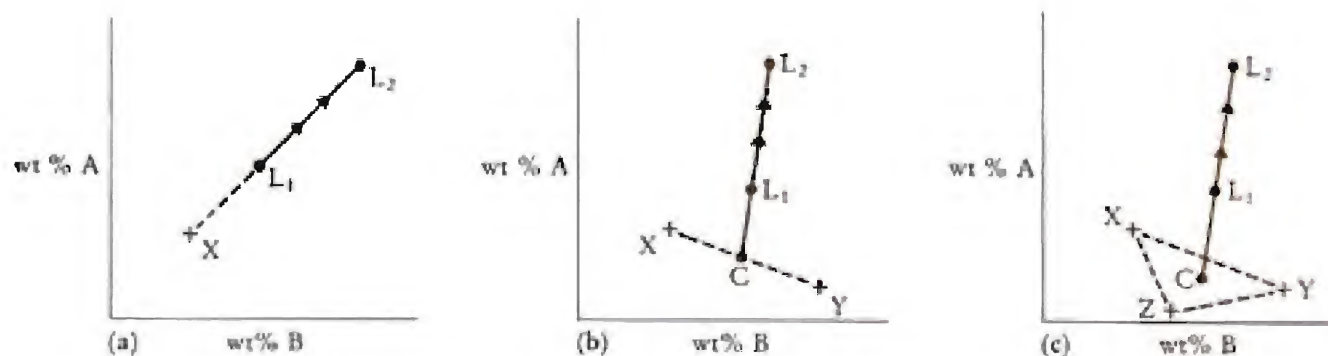 L₂
wt % A
L₁
X
(a)
wt% B
L₂
wt % A
L₁
X
C
Y
(b)
wt% B
L₂
wt % A
L₁
X
C
Y
Z
(c)
wt% B